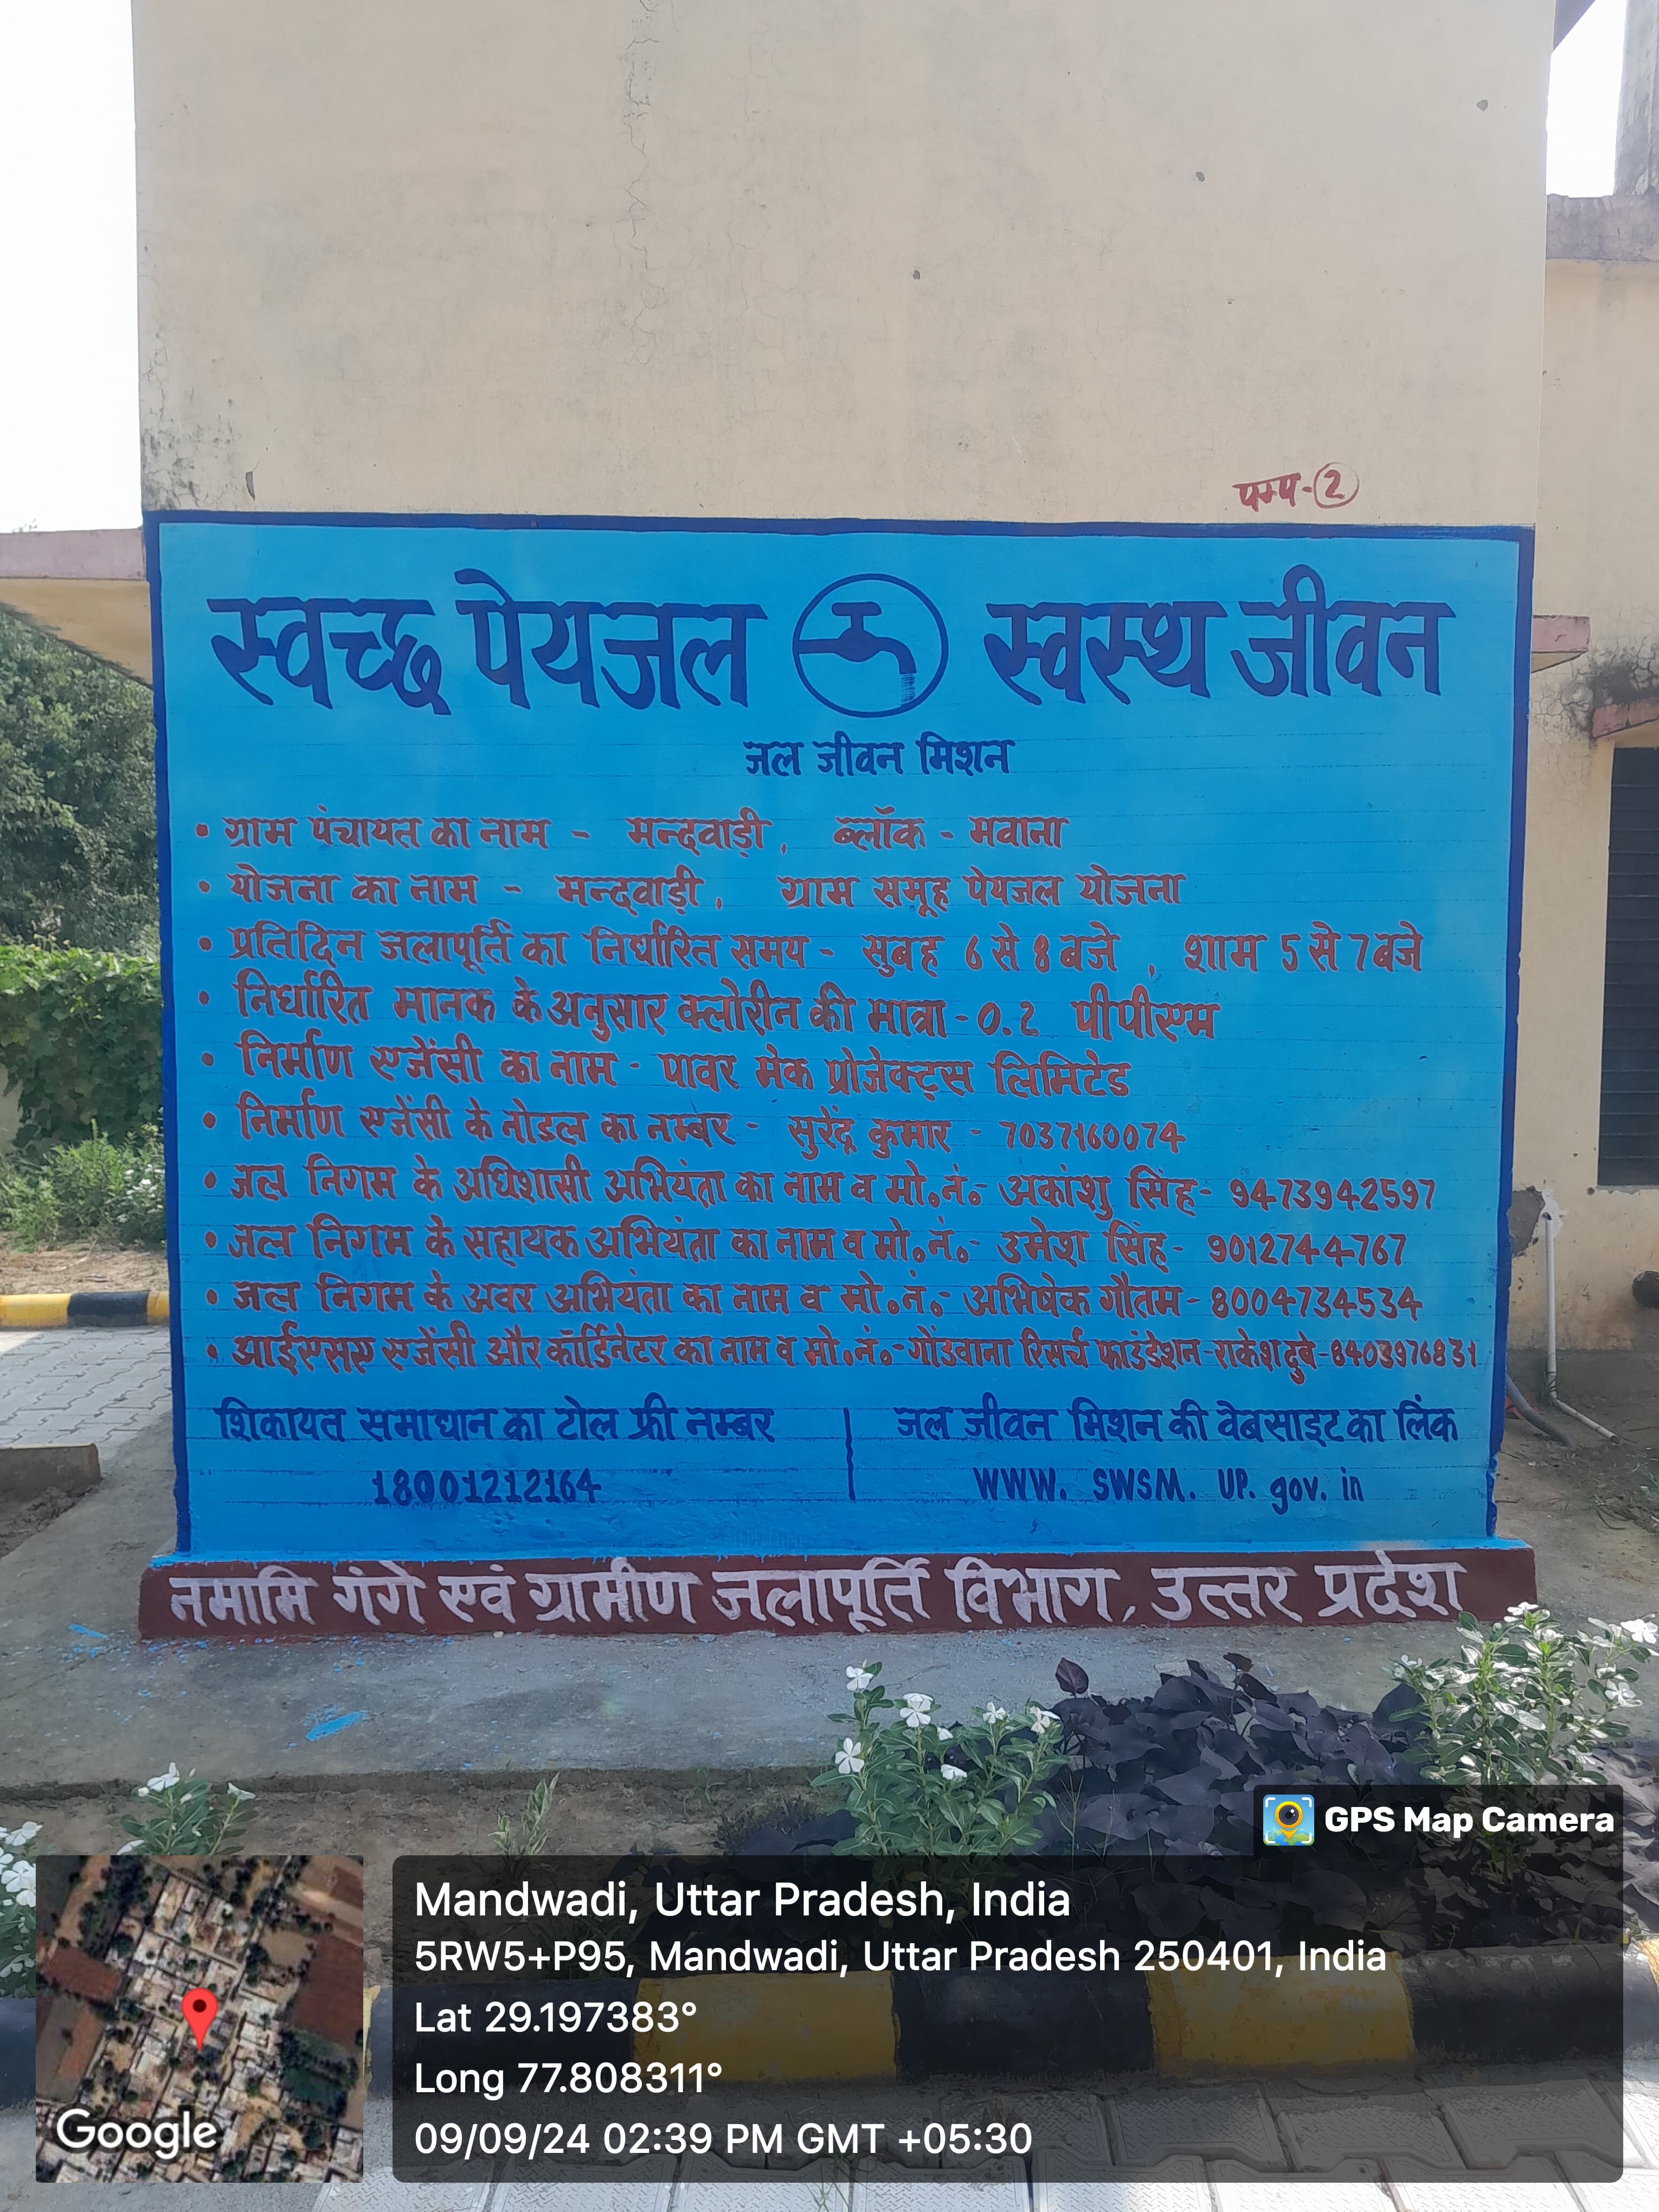 पम्प-2
स्वच्छ पेयजल स्वस्थ जीवन
जल जीवन मिशन
• ग्राम पंचायत का नाम - मन्दवाड़ी, ब्लॉक - मवाना
• योजना का नाम - मन्दवाड़ी, ग्राम समूह पेयजल योजना
• प्रतिदिन जलापूर्ति का निर्धारित समय - सुबह 6 से 8 बजे , शाम 5 से 7 बजे
• निर्धारित मानक के अनुसार क्लोरीन की मात्रा - 0.2 पीपीएम
• निर्माण एजेंसी का नाम - पावर मेक प्रोजेक्ट्स लिमिटेड
• निर्माण एजेंसी के नोडल का नम्बर - सुरेंद्र कुमार - 7037160074
• जल निगम के अधिशासी अभियंता का नाम व मो॰नं॰- अकांशु सिंह- 9473942597
• जल निगम के सहायक अभियंता का नाम व मो॰नं॰- उमेश सिंह- 9012744767
• जल निगम के अवर अभियंता का नाम व मो॰नं॰- अभिषेक गौतम- 8004734534
• आईएसए एजेंसी और कॉर्डिनेटर का नाम व मो॰नं॰-गोंडवाना रिसर्च फाउंडेशन-राकेश दुबे-8403976831
शिकायत समाधान का टोल फ्री नम्बर
18001212164
जल जीवन मिशन की वेबसाइट का लिंक
WWW. SWSM. UP. gov. in
नमामि गंगे एवं ग्रामीण जलापूर्ति विभाग, उत्तर प्रदेश
GPS Map Camera
Mandwadi, Uttar Pradesh, India
5RW5+P95, Mandwadi, Uttar Pradesh 250401, India
Lat 29.197383°
Long 77.808311°
09/09/24 02:39 PM GMT +05:30
Google